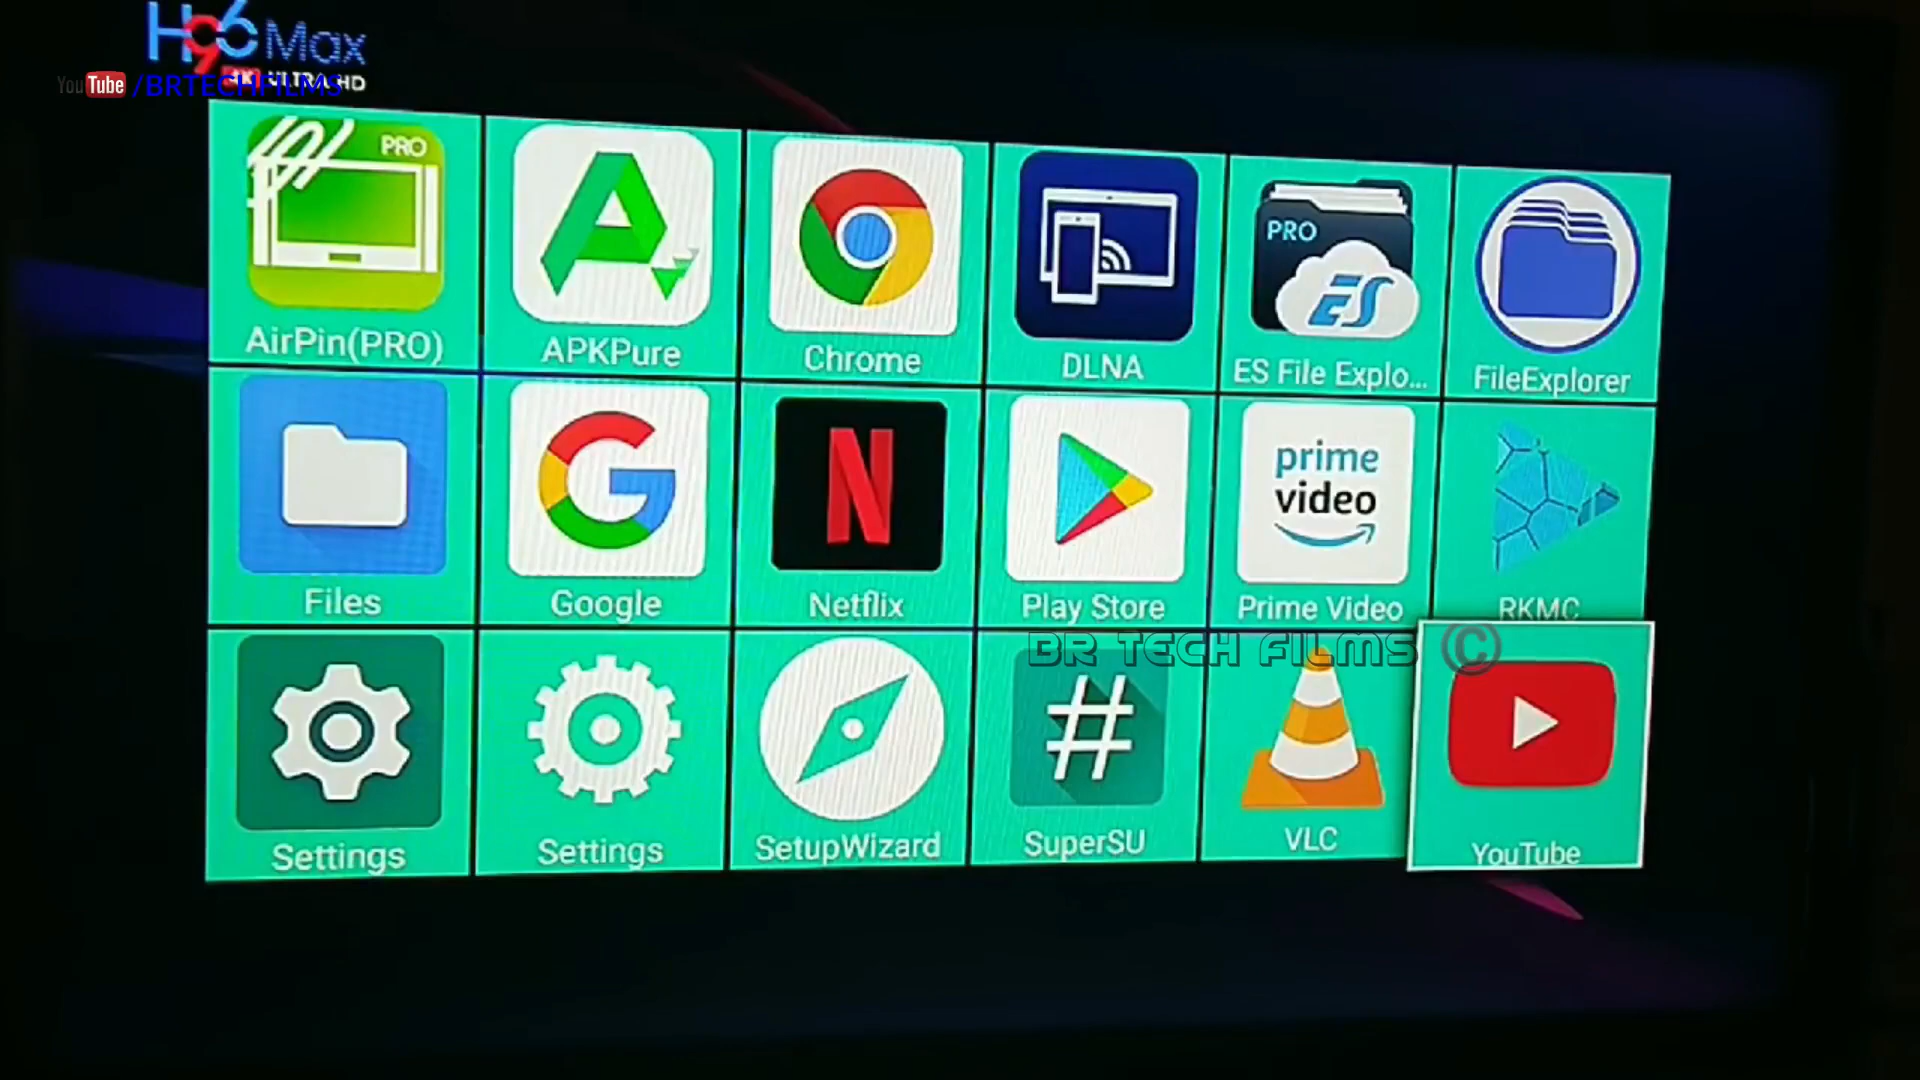 H96 Max
4K ULTRA HD
YouTube /BRTECHFILMS
PRO
AirPin(PRO)
APKPure
Chrome
DLNA
PRO
ES
ES File Explo...
FileExplorer
Files
Google
Netflix
Play Store
prime
video
Prime Video
RKMC
BR TECH FILMS ©
Settings
Settings
SetupWizard
SuperSU
VLC
YouTube